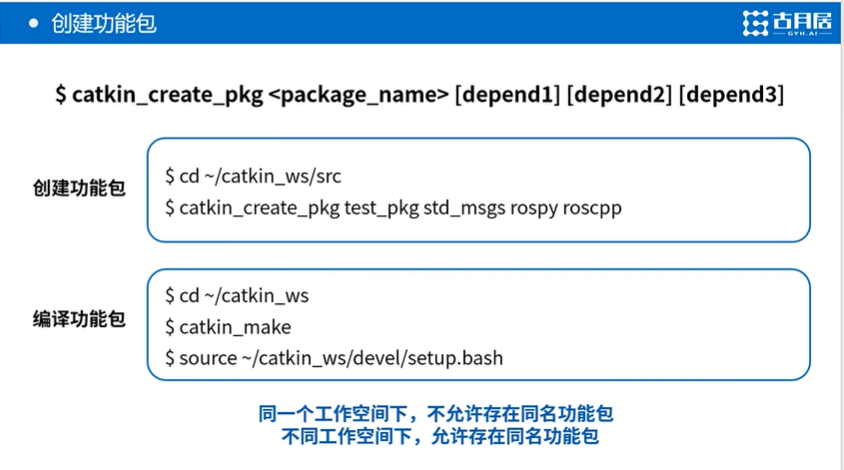 创建功能包
古月居
GYH.AI
$ catkin_create_pkg <package_name> [depend1] [depend2] [depend3]
创建功能包
$ cd ~/catkin_ws/src
$ catkin_create_pkg test_pkg std_msgs rospy roscpp
编译功能包
$ cd ~/catkin_ws
$ catkin_make
$ source ~/catkin_ws/devel/setup.bash
同一个工作空间下，不允许存在同名功能包
不同工作空间下，允许存在同名功能包